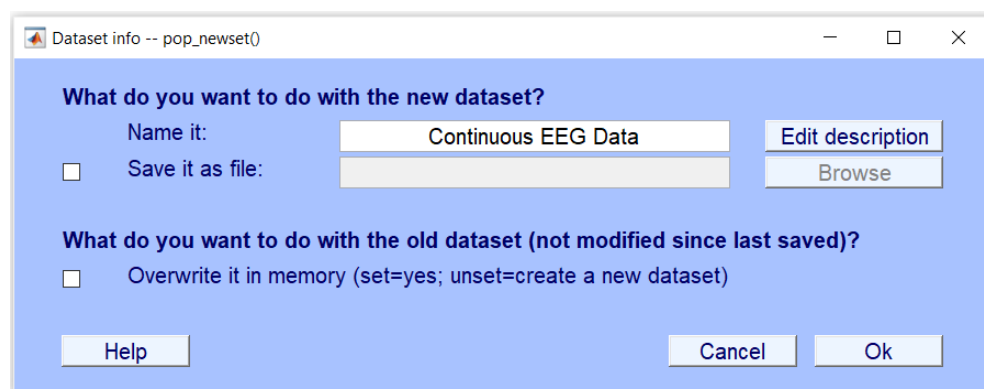 Dataset info -- pop_newset()
What do you want to do with the new dataset?
Name it: Continuous EEG Data Edit description
Save it as file: Browse
What do you want to do with the old dataset (not modified since last saved)?
Overwrite it in memory (set=yes; unset=create a new dataset)
Help Cancel Ok